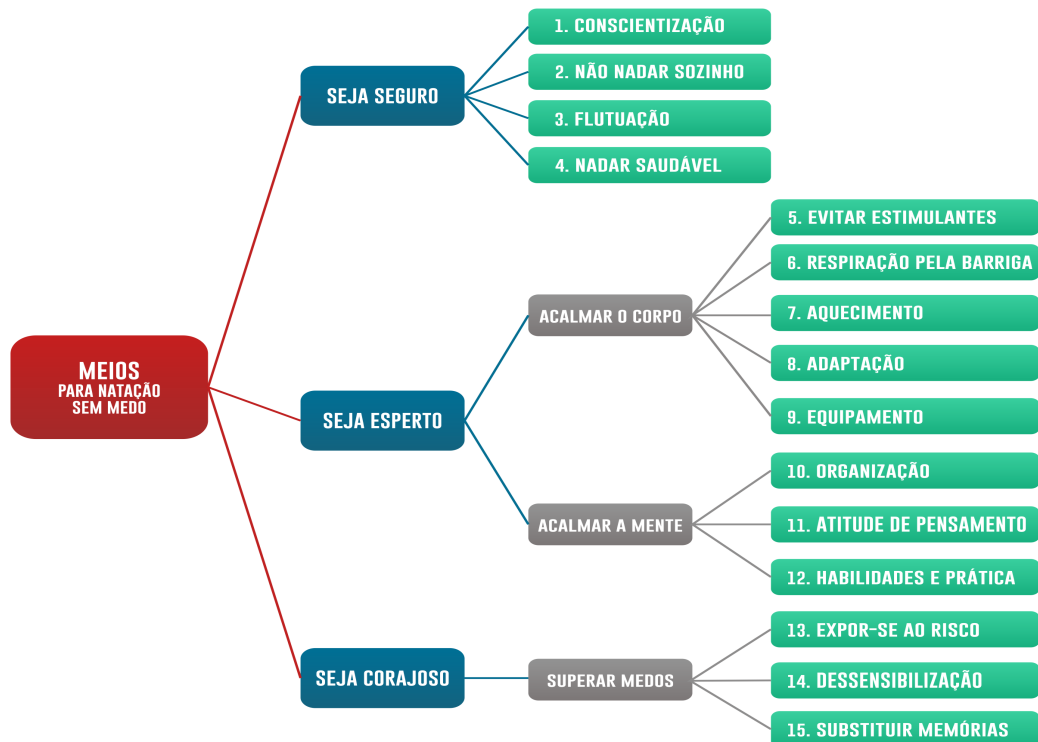 MEIOS
PARA NATAÇÃO
SEM MEDO
SEJA SEGURO
1. CONSCIENTIZAÇÃO
2. NÃO NADAR SOZINHO
3. FLUTUAÇÃO
4. NADAR SAUDÁVEL
SEJA ESPERTO
ACALMAR O CORPO
5. EVITAR ESTIMULANTES
6. RESPIRAÇÃO PELA BARRIGA
7. AQUECIMENTO
8. ADAPTAÇÃO
9. EQUIPAMENTO
ACALMAR A MENTE
10. ORGANIZAÇÃO
11. ATITUDE DE PENSAMENTO
12. HABILIDADES E PRÁTICA
SEJA CORAJOSO
SUPERAR MEDOS
13. EXPOR-SE AO RISCO
14. DESSENSIBILIZAÇÃO
15. SUBSTITUIR MEMÓRIAS